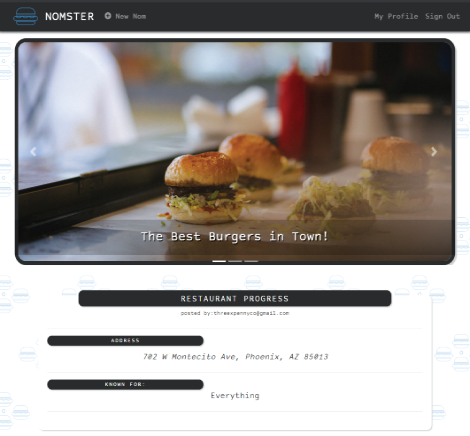 NOMSTER
New Nom
My Profile Sign Out
The Best Burgers in Town!
RESTAURANT PROGRESS
posted by:threexpennyco@gmail.com
ADDRESS
702 W Montecito Ave, Phoenix, AZ 85013
KNOWN FOR:
Everything